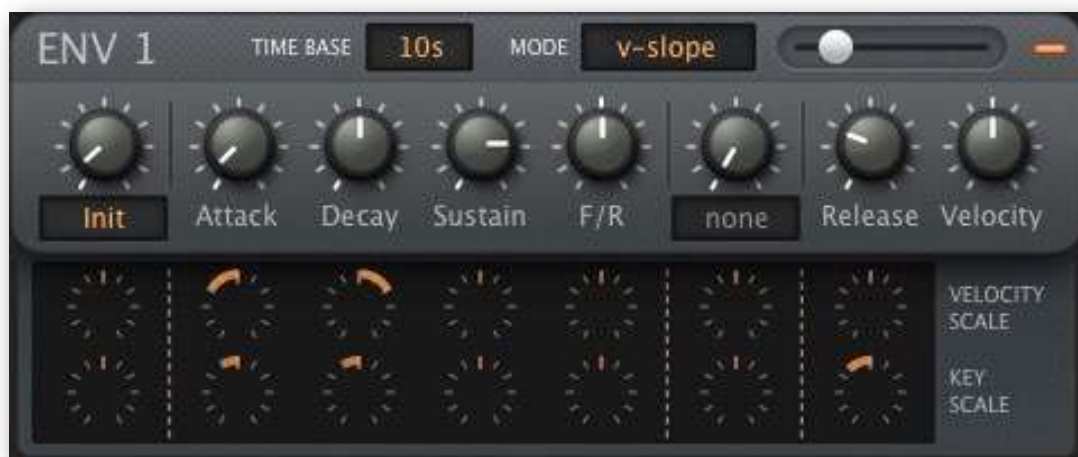 ENV 1 TIME BASE 10s MODE v-slope
Init Attack Decay Sustain F/R none Release Velocity
VELOCITY
SCALE
KEY
SCALE